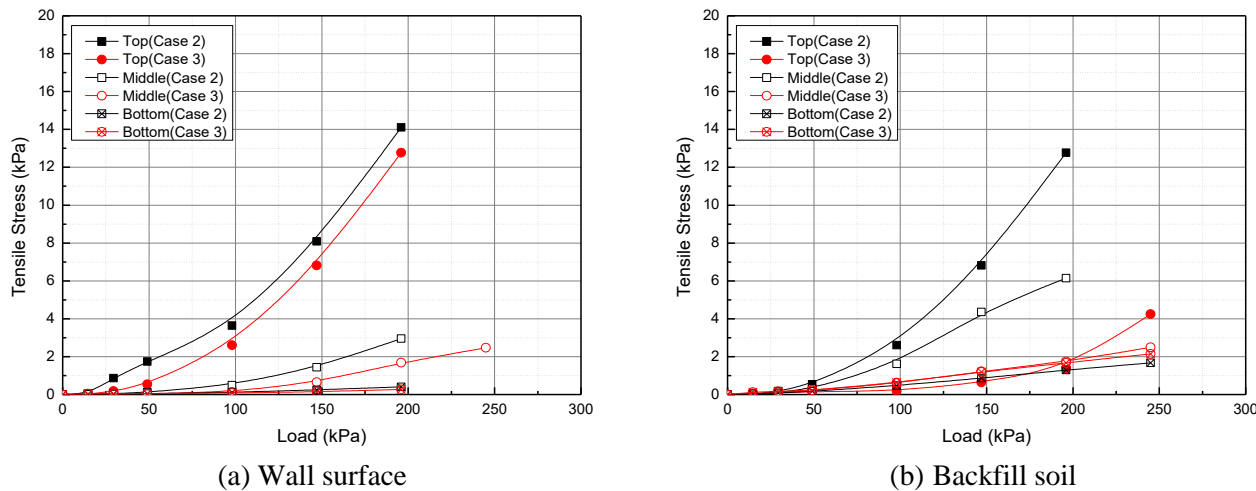 20
18
16
14
12
10
8
6
4
2
0
Tensile Stress (kPa)
Top(Case 2)
Top(Case 3)
Middle(Case 2)
Middle(Case 3)
Bottom(Case 2)
Bottom(Case 3)
0 50 100 150 200 250 300
Load (kPa)
(a) Wall surface
20
18
16
14
12
10
8
6
4
2
0
Tensile Stress (kPa)
Top(Case 2)
Top(Case 3)
Middle(Case 2)
Middle(Case 3)
Bottom(Case 2)
Bottom(Case 3)
0 50 100 150 200 250 300
Load (kPa)
(b) Backfill soil